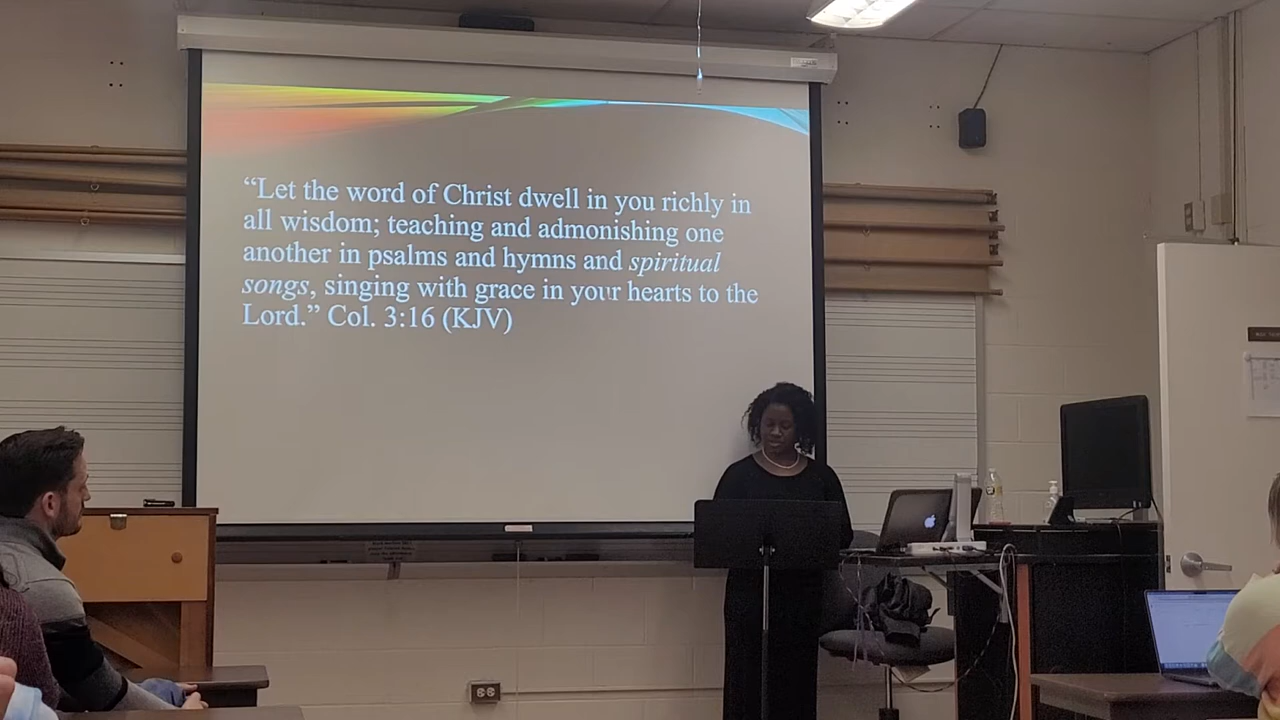 “Let the word of Christ dwell in you richly in
all wisdom; teaching and admonishing one
another in psalms and hymns and spiritual
songs, singing with grace in your hearts to the
Lord.” Col. 3:16 (KJV)